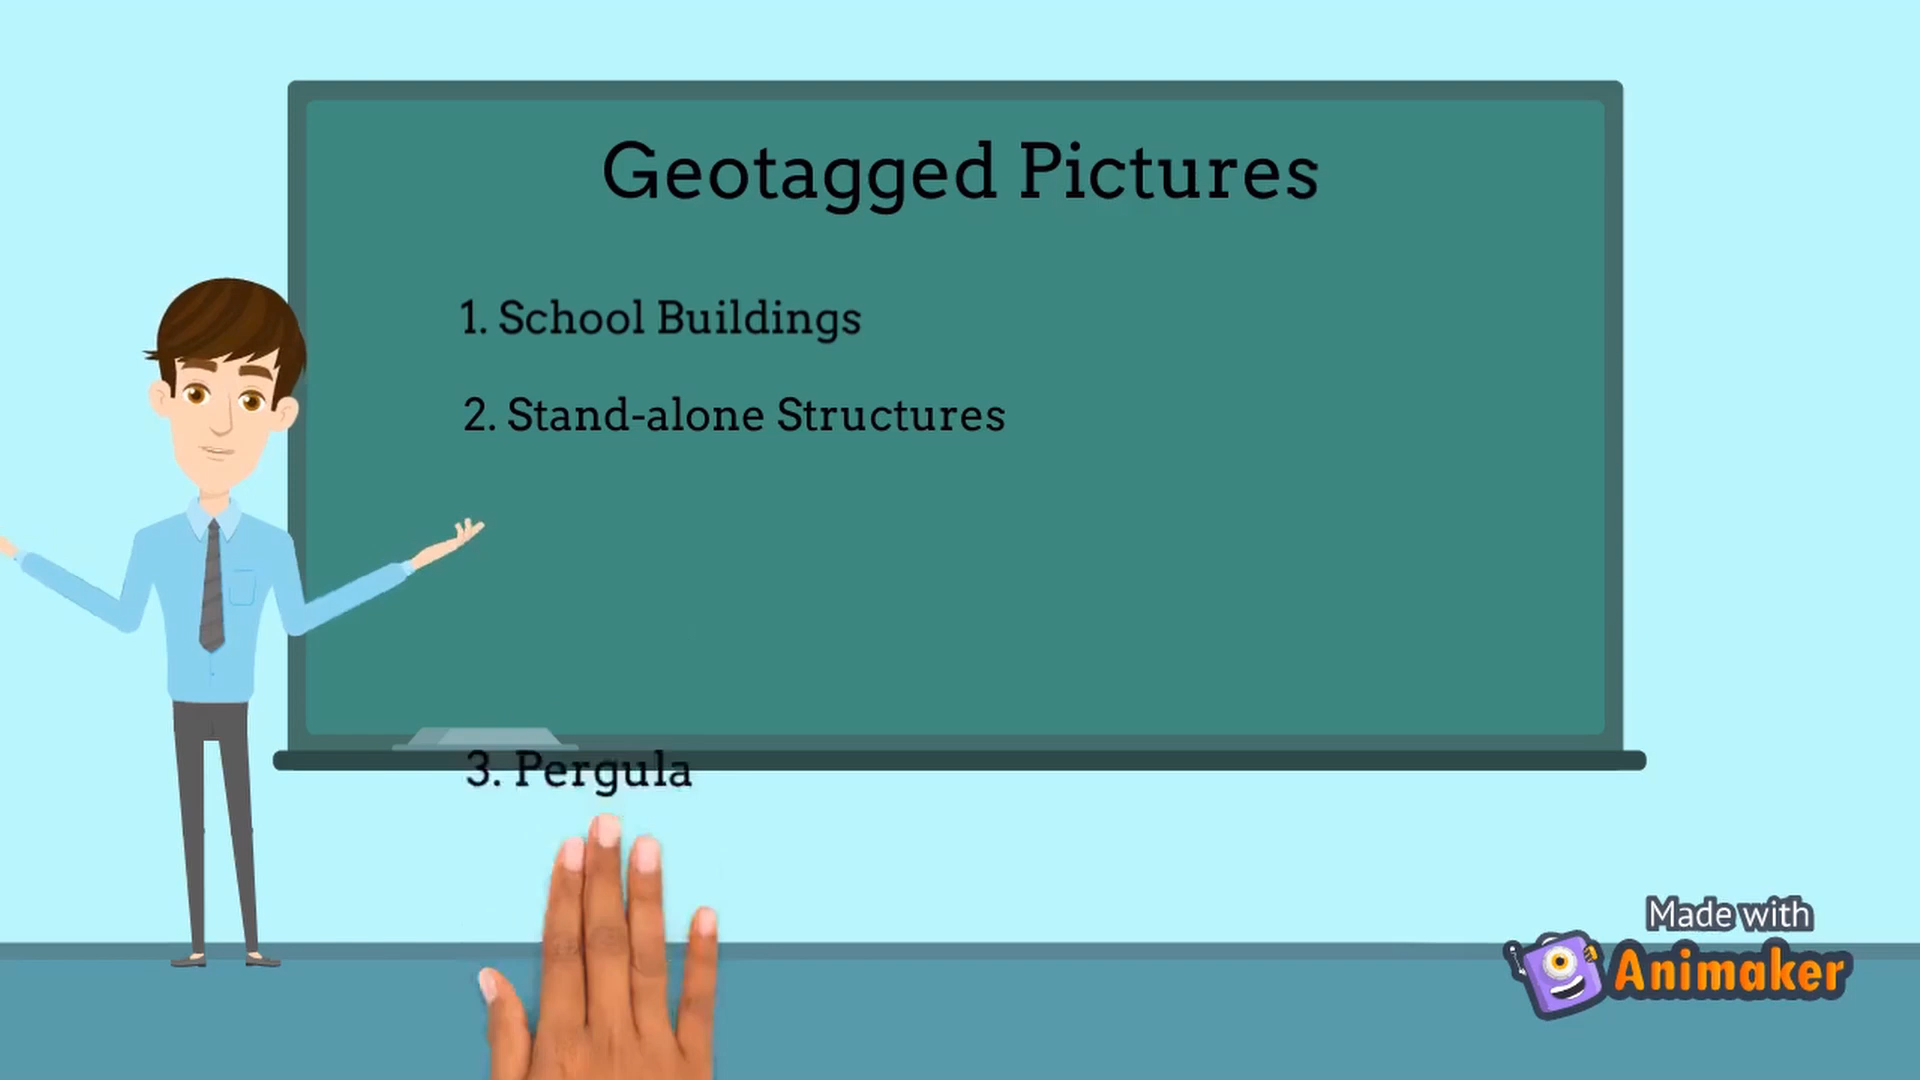 Geotagged Pictures
1. School Buildings
2. Stand-alone Structures
3. Pergula
Made with
Animaker